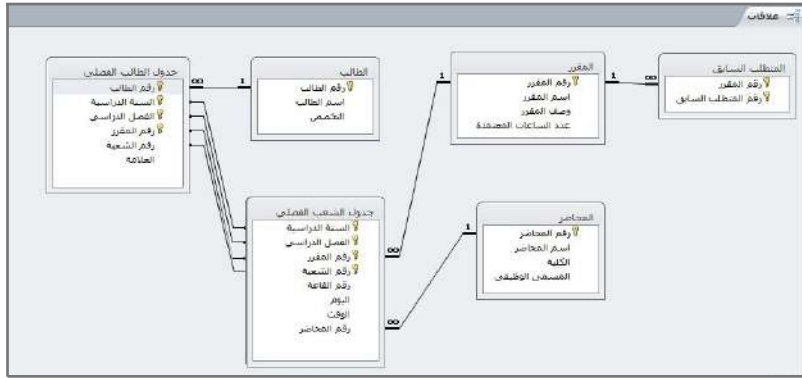 علاقات
جدول الطالب الفصلي
رقم الطالب
السنة الدراسية
الفصل الدراسي
رقم المقرر
رقم الشعبة
العلامة
∞
1
الطالب
رقم الطالب
اسم الطالب
التخصص
1
المقرر
رقم المقرر
اسم المقرر
وصف المقرر
عدد الساعات المعتمدة
1
∞
المتطلب السابق
رقم المقرر
رقم المتطلب السابق
جدول الشعب الفصلي
السنة الدراسية
الفصل الدراسي
رقم المقرر
رقم الشعبة
رقم القاعة
اليوم
الوقت
رقم المحاضر
∞
∞
1
المحاضر
رقم المحاضر
اسم المحاضر
الكلية
المسمى الوظيفي